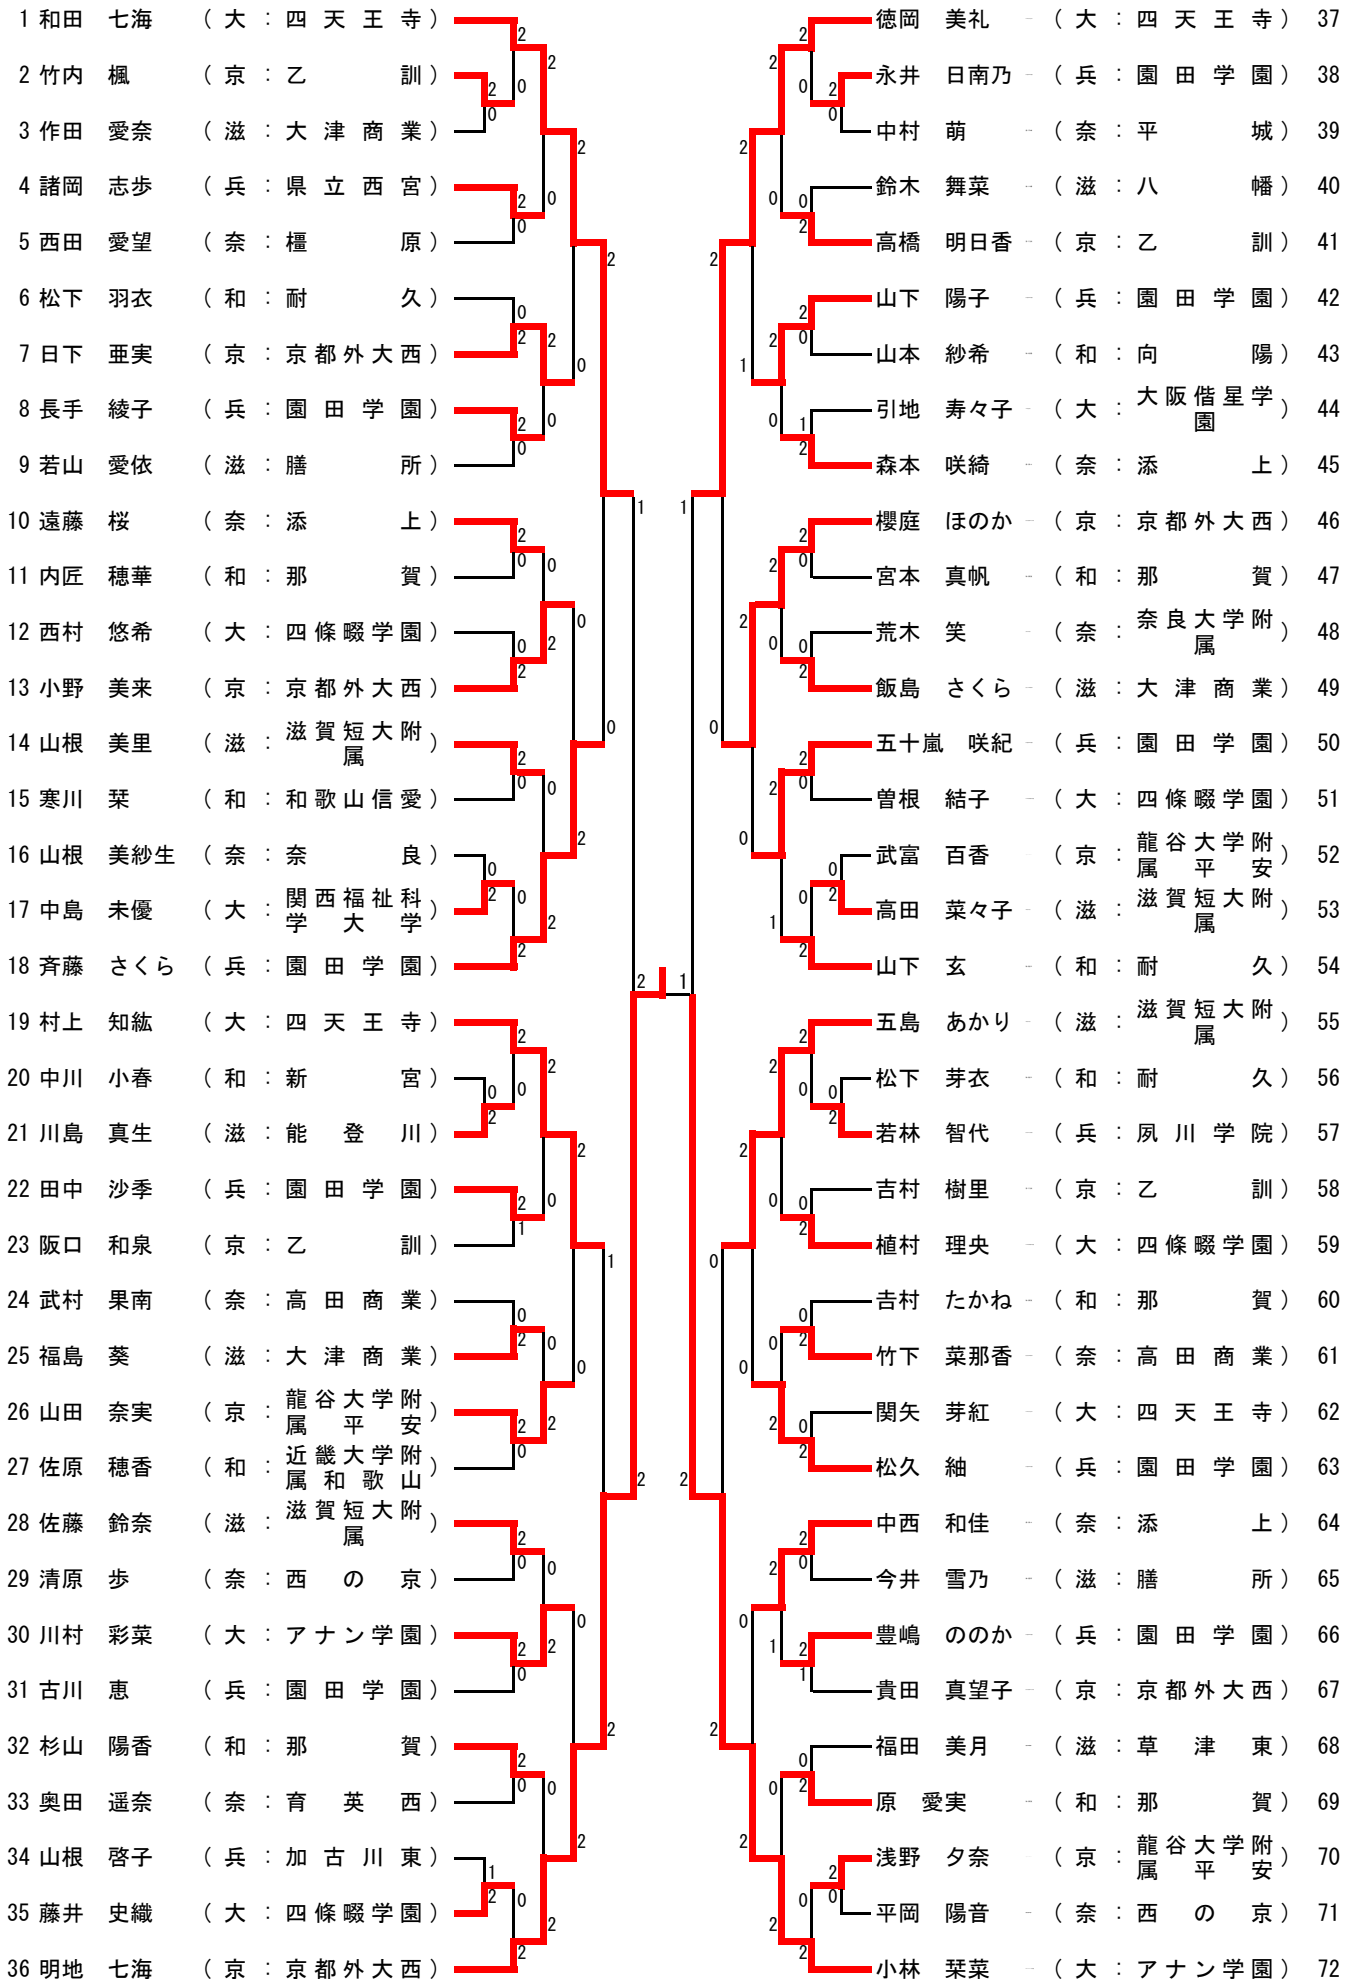 1 和田 七海 (大:四天王寺)
2 竹内 楓 (京:乙訓)
3 作田 愛奈 (滋:大津商業)
4 諸岡 志歩 (兵:県立西宮)
5 西田 愛望 (奈:橿原)
6 松下 羽衣 (和:耐久)
7 日下 亜実 (京:京都外大西)
8 長手 綾子 (兵:園田学園)
9 若山 愛依 (滋:膳所)
10 遠藤 桜 (奈:添上)
11 内匠 穂華 (和:那賀)
12 西村 悠希 (大:四條畷学園)
13 小野 美来 (京:京都外大西)
14 山根 美里 (滋:滋賀短大附属)
15 寒川 栞 (和:和歌山信愛)
16 山根 美紗生 (奈:奈良)
17 中島 未優 (大:関西福祉科学大学)
18 斉藤 さくら (兵:園田学園)
19 村上 知紘 (大:四天王寺)
20 中川 小春 (和:新宮)
21 川島 真生 (滋:能登川)
22 田中 沙季 (兵:園田学園)
23 阪口 和泉 (京:乙訓)
24 武村 果南 (奈:高田商業)
25 福島 葵 (滋:大津商業)
26 山田 奈実 (京:龍谷大学附属平安)
27 佐原 穂香 (和:近畿大学附属和歌山)
28 佐藤 鈴奈 (滋:滋賀短大附属)
29 清原 歩 (奈:西の京)
30 川村 彩菜 (大:アナン学園)
31 古川 恵 (兵:園田学園)
32 杉山 陽香 (和:那賀)
33 奥田 遥奈 (奈:育英西)
34 山根 啓子 (兵:加古川東)
35 藤井 史織 (大:四條畷学園)
36 明地 七海 (京:京都外大西)
徳岡 美礼 (大:四天王寺) 37
永井 日南乃 (兵:園田学園) 38
中村 萌 (奈:平城) 39
鈴木 舞菜 (滋:八幡) 40
高橋 明日香 (京:乙訓) 41
山下 陽子 (兵:園田学園) 42
山本 紗希 (和:向陽) 43
引地 寿々子 (大:大阪偕星学園) 44
森本 咲綺 (奈:添上) 45
櫻庭 ほのか (京:京都外大西) 46
宮本 真帆 (和:那賀) 47
荒木 笑 (奈:奈良大学附属) 48
飯島 さくら (滋:大津商業) 49
五十嵐 咲紀 (兵:園田学園) 50
曽根 結子 (大:四條畷学園) 51
武富 百香 (京:龍谷大学附属平安) 52
高田 菜々子 (滋:滋賀短大附属) 53
山下 玄 (和:耐久) 54
五島 あかり (滋:滋賀短大附属) 55
松下 芽衣 (和:耐久) 56
若林 智代 (兵:夙川学院) 57
吉村 樹里 (京:乙訓) 58
植村 理央 (大:四條畷学園) 59
吉村 たかね (和:那賀) 60
竹下 菜那香 (奈:高田商業) 61
関矢 芽紅 (大:四天王寺) 62
松久 紬 (兵:園田学園) 63
中西 和佳 (奈:添上) 64
今井 雪乃 (滋:膳所) 65
豊嶋 ののか (兵:園田学園) 66
貴田 真望子 (京:京都外大西) 67
福田 美月 (滋:草津東) 68
原 愛実 (和:那賀) 69
浅野 夕奈 (京:龍谷大学附属平安) 70
平岡 陽音 (奈:西の京) 71
小林 栞菜 (大:アナン学園) 72